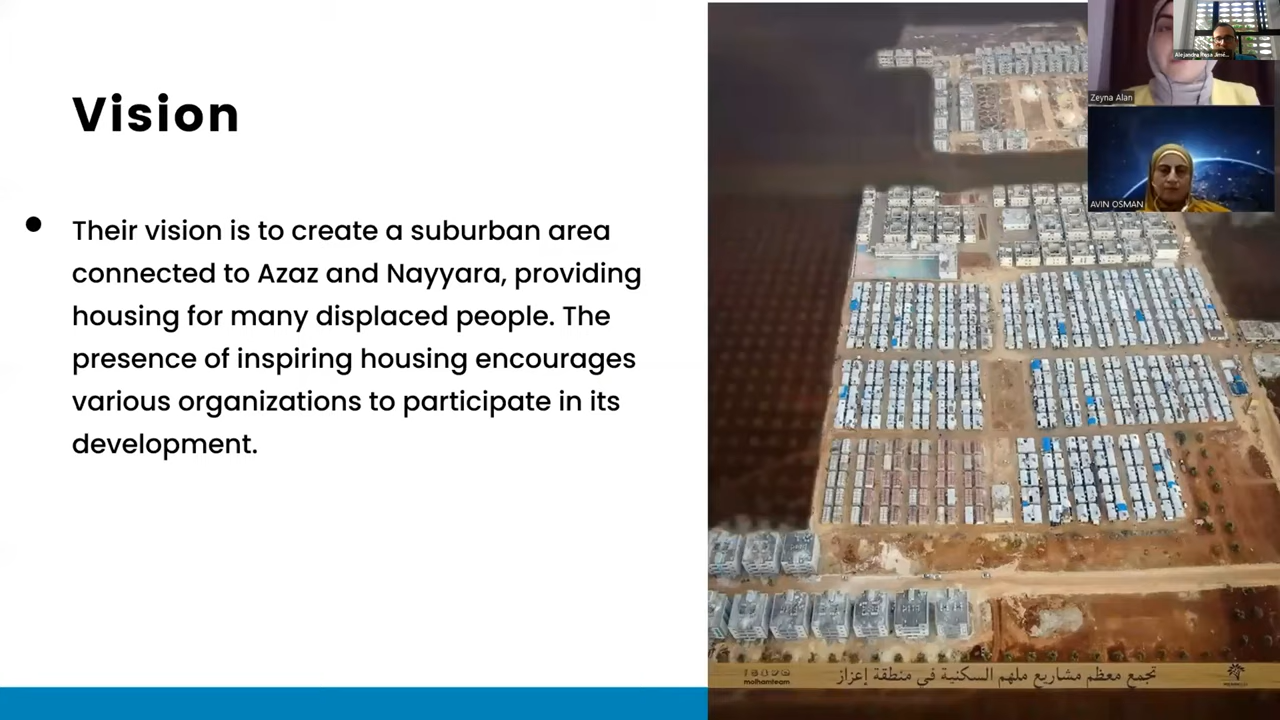 Vision
Their vision is to create a suburban area
connected to Azaz and Nayyara, providing
housing for many displaced people. The
presence of inspiring housing encourages
various organizations to participate in its
development.
Zeyna Alan
AVIN OSMAN
molhamteam
تجمع معظم مشاريع ملهم السكنية في منطقة إعزاز